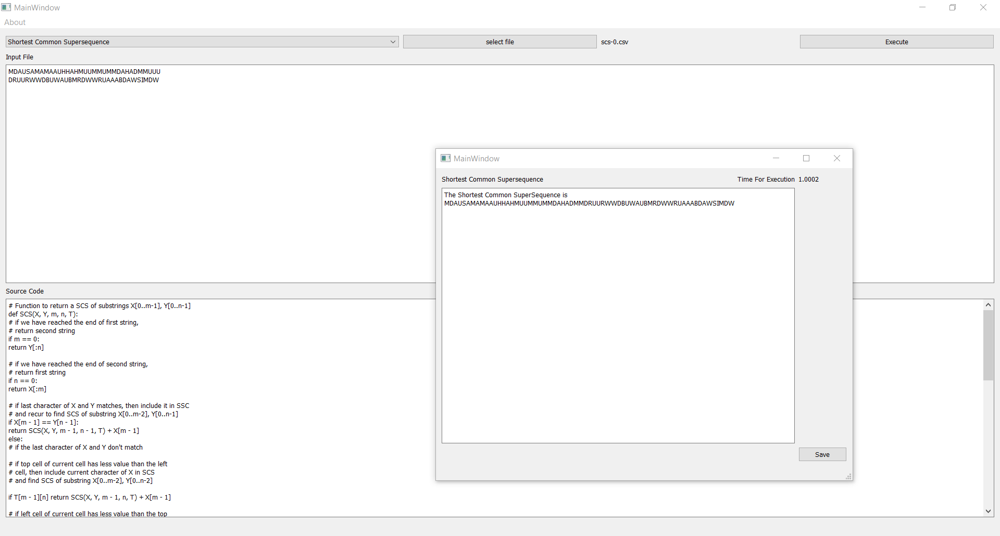 MainWindow
About
Shortest Common Supersequence
select file
scs-0.csv
Execute
Input File
MDAUSAMAMAAUHHAHMUUMMUMMDAHADMMUUU
DRUURWWDBUWAUBMRDWWRUAAABDAWSIMDW
MainWindow
Shortest Common Supersequence
Time For Execution 1.0002
The Shortest Common SuperSequence is
MDAUSAMAMAAUHHAHMUUMMUMMDAHADMMDRUURWWDBUWAUBMRDWWRUAAABDAWSIMDW
Save
Source Code
# Function to return a SCS of substrings X[0..m-1], Y[0..n-1]
def SCS(X, Y, m, n, T):
# if we have reached the end of first string,
# return second string
if m == 0:
return Y[:n]
# if we have reached the end of second string,
# return first string
if n == 0:
return X[:m]
# if last character of X and Y matches, then include it in SSC
# and recur to find SCS of substring X[0..m-2], Y[0..n-1]
if X[m - 1] == Y[n - 1]:
return SCS(X, Y, m - 1, n - 1, T) + X[m - 1]
else:
# if the last character of X and Y don't match
# if top cell of current cell has less value than the left
# cell, then include current character of X in SCS
# and find SCS of substring X[0..m-2], Y[0..n-2]
if T[m - 1][n] return SCS(X, Y, m - 1, n, T) + X[m - 1]
# if left cell of current cell has less value than the top